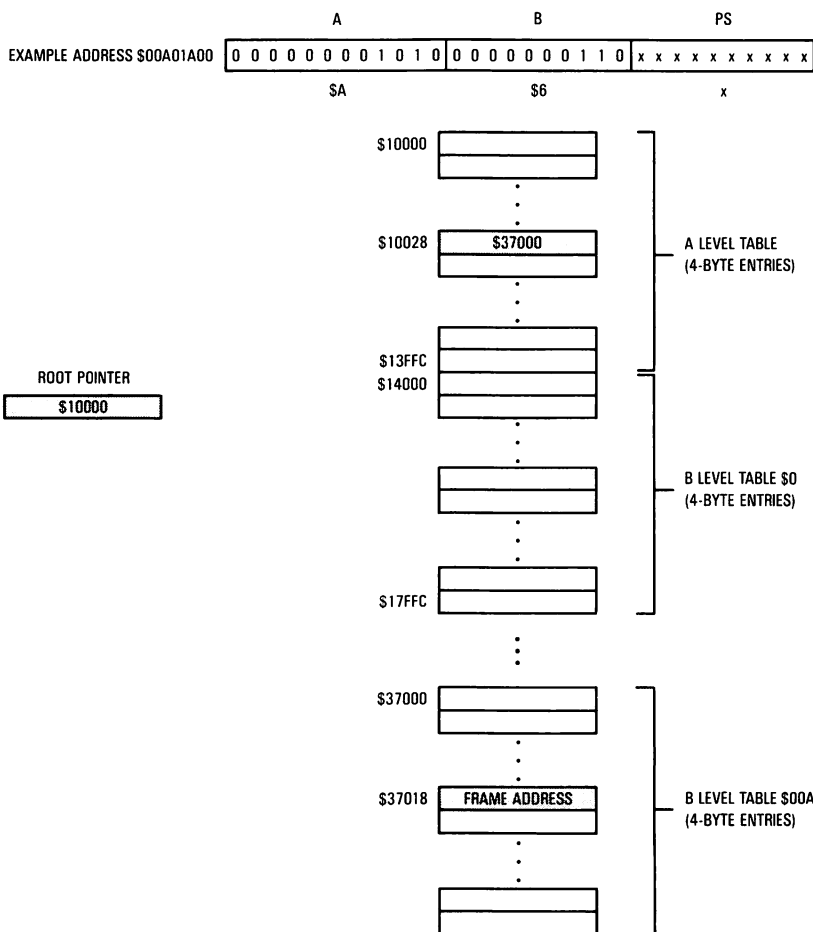 A B PS
EXAMPLE ADDRESS $00A01A00 0 0 0 0 0 0 0 0 1 0 1 0 0 0 0 0 0 0 0 1 1 0 x x x x x x x x x x
$A $6 x
$10000
$10028 $37000
A LEVEL TABLE
(4-BYTE ENTRIES)
$13FFC
ROOT POINTER
$10000
$14000
B LEVEL TABLE $0
(4-BYTE ENTRIES)
$17FFC
$37000
$37018 FRAME ADDRESS
B LEVEL TABLE $00A
(4-BYTE ENTRIES)